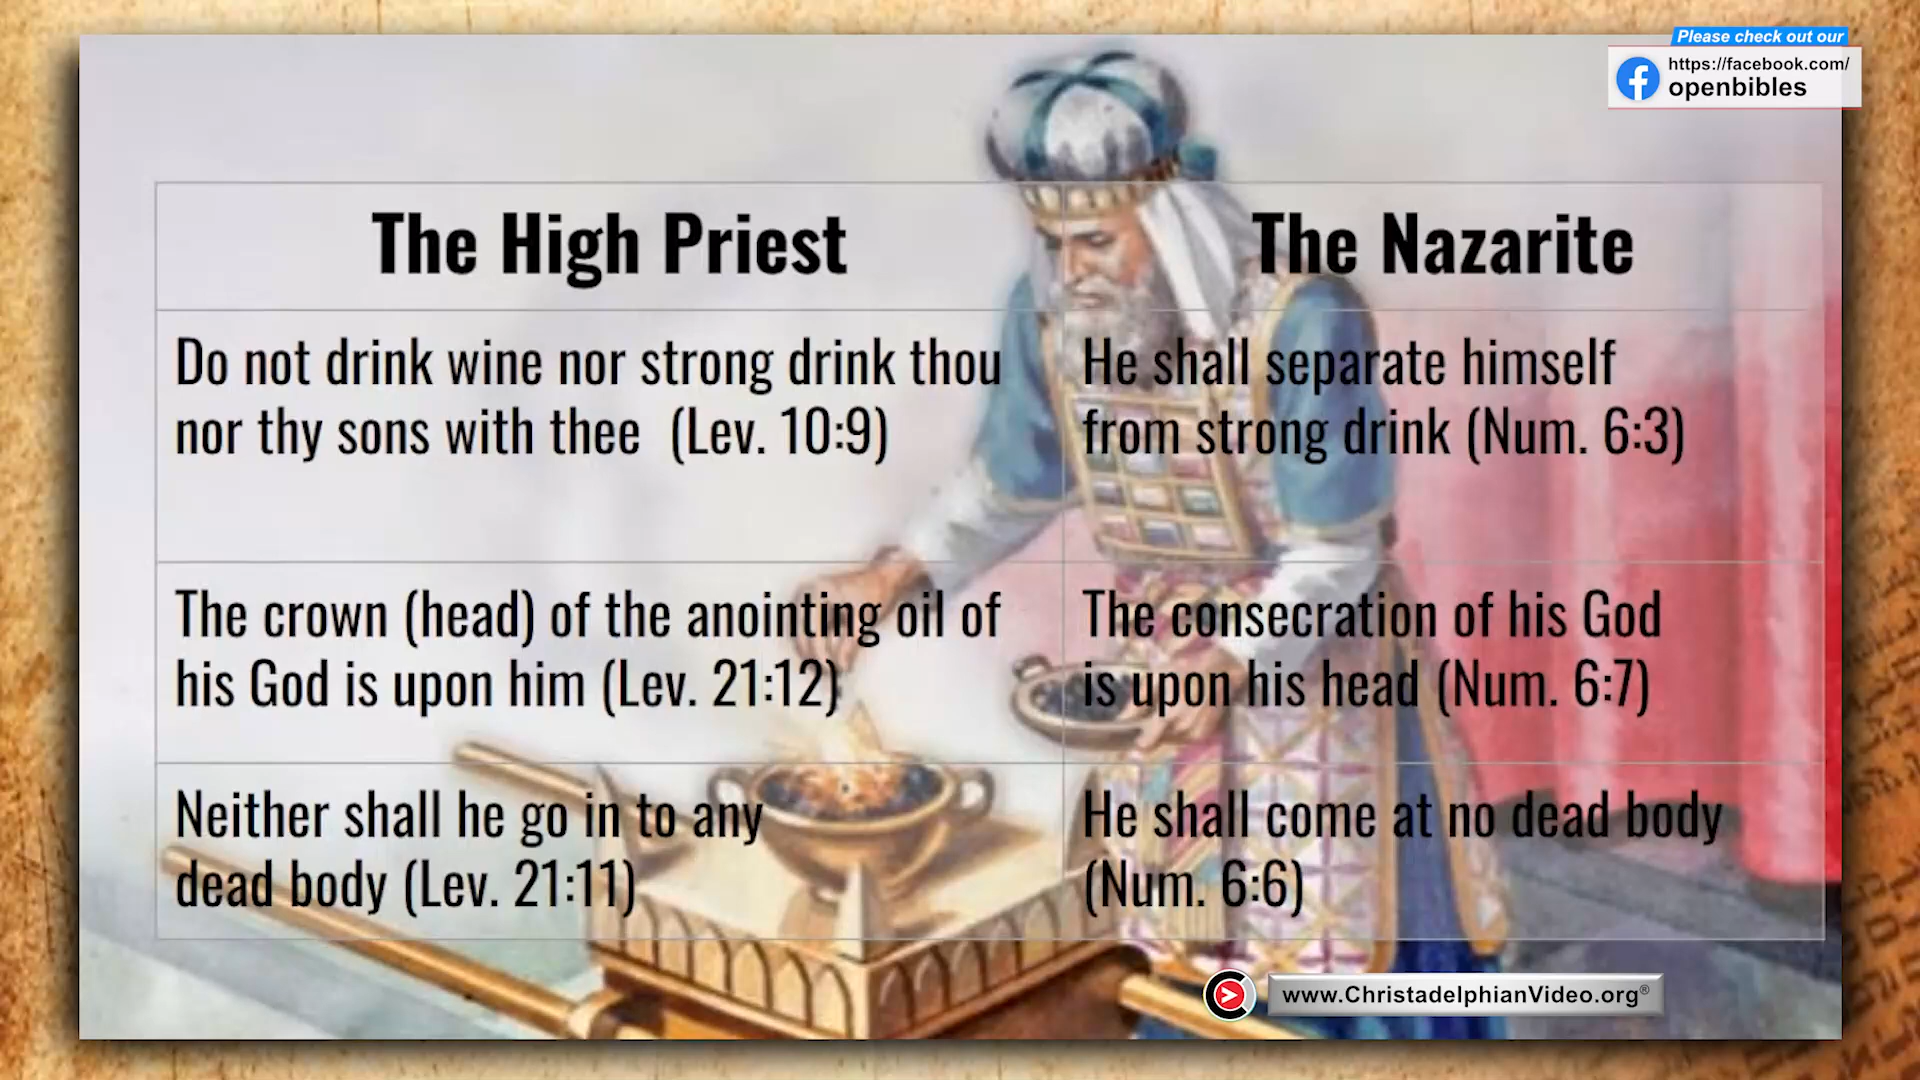 Please check out our
https://facebook.com/
openbibles
The High Priest
The Nazarite
Do not drink wine nor strong drink thou
nor thy sons with thee (Lev. 10:9)
He shall separate himself
from strong drink (Num. 6:3)
The crown (head) of the anointing oil of
his God is upon him (Lev. 21:12)
The consecration of his God
is upon his head (Num. 6:7)
Neither shall he go in to any
dead body (Lev. 21:11)
He shall come at no dead body
(Num. 6:6)
www.ChristadelphianVideo.org®